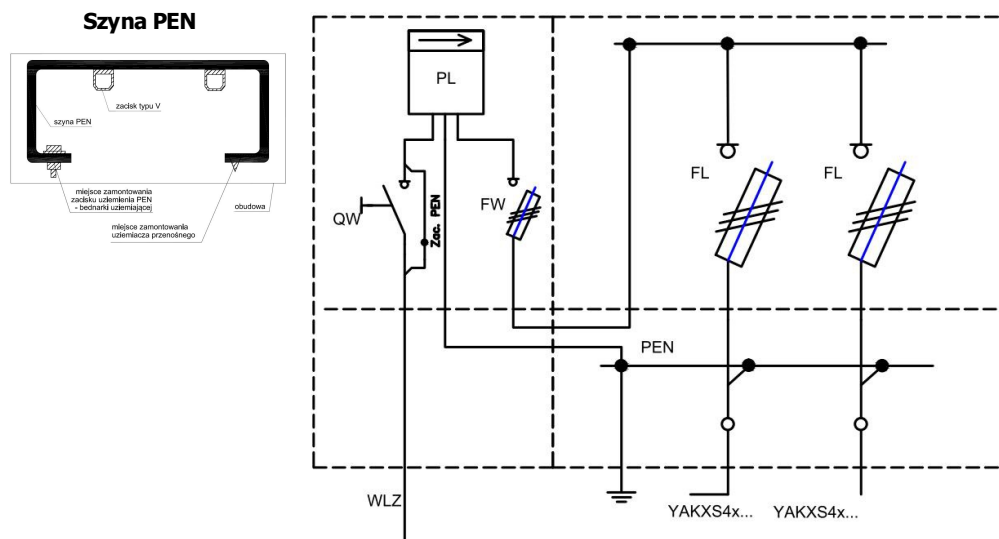 Szyna PEN
zacisk typu V
szyna PEN
miejsce zamontowania
zacisku uziemienia PEN
- bednarki uziemiającej
obudowa
miejsce zamontowania
uziemiacza przenośnego
PL
QW
Zac. PEN
FW
FL
FL
PEN
WLZ
YAKXS4x...
YAKXS4x...